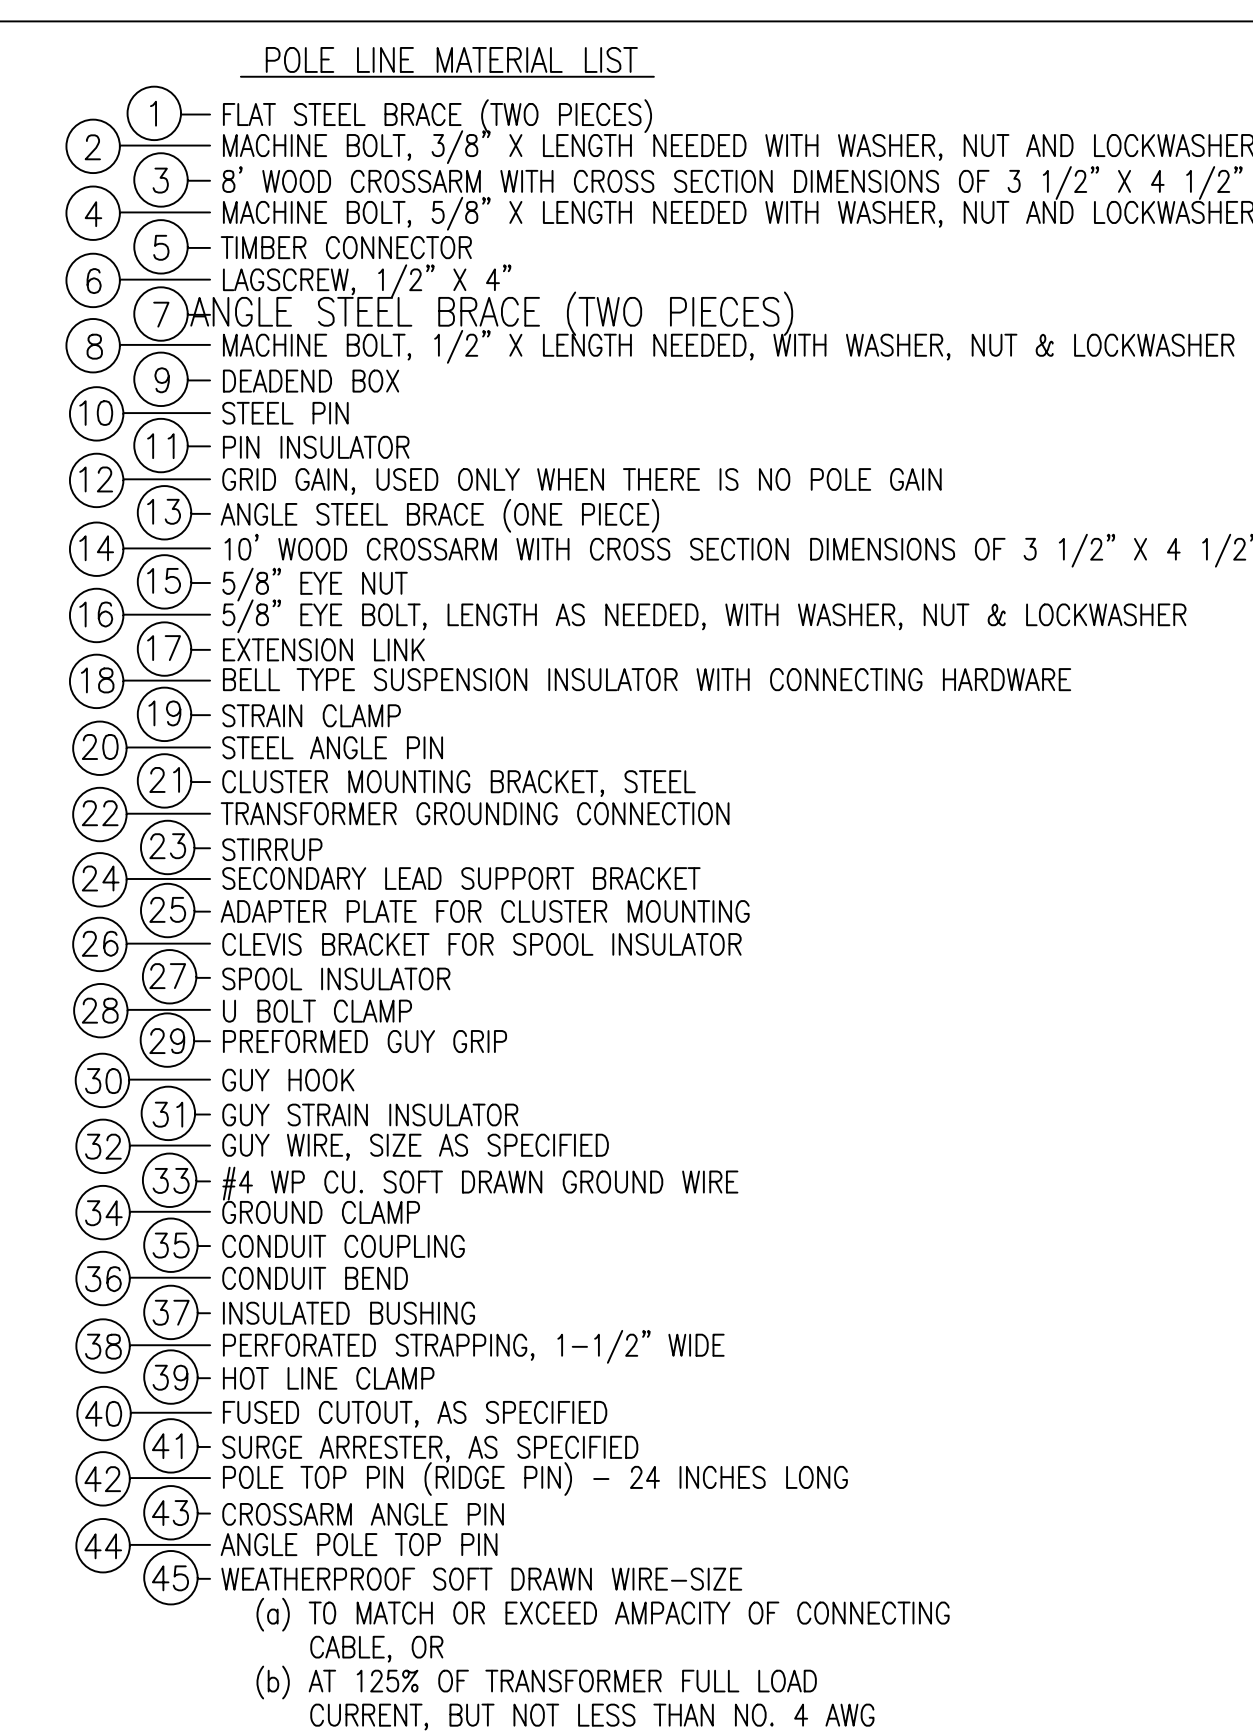 POLE LINE MATERIAL LIST
1 FLAT STEEL BRACE (TWO PIECES)
2 MACHINE BOLT, 3/8" X LENGTH NEEDED WITH WASHER, NUT AND LOCKWASHER
3 8' WOOD CROSSARM WITH CROSS SECTION DIMENSIONS OF 3 1/2" X 4 1/2"
4 MACHINE BOLT, 5/8" X LENGTH NEEDED WITH WASHER, NUT AND LOCKWASHER
5 TIMBER CONNECTOR
6 LAGSCREW, 1/2" X 4"
7 ANGLE STEEL BRACE (TWO PIECES)
8 MACHINE BOLT, 1/2" X LENGTH NEEDED, WITH WASHER, NUT & LOCKWASHER
9 DEADEND BOX
10 STEEL PIN
11 PIN INSULATOR
12 GRID GAIN, USED ONLY WHEN THERE IS NO POLE GAIN
13 ANGLE STEEL BRACE (ONE PIECE)
14 10' WOOD CROSSARM WITH CROSS SECTION DIMENSIONS OF 3 1/2" X 4 1/2"
15 5/8" EYE NUT
16 5/8" EYE BOLT, LENGTH AS NEEDED, WITH WASHER, NUT & LOCKWASHER
17 EXTENSION LINK
18 BELL TYPE SUSPENSION INSULATOR WITH CONNECTING HARDWARE
19 STRAIN CLAMP
20 STEEL ANGLE PIN
21 CLUSTER MOUNTING BRACKET, STEEL
22 TRANSFORMER GROUNDING CONNECTION
23 STIRRUP
24 SECONDARY LEAD SUPPORT BRACKET
25 ADAPTER PLATE FOR CLUSTER MOUNTING
26 CLEVIS BRACKET FOR SPOOL INSULATOR
27 SPOOL INSULATOR
28 U BOLT CLAMP
29 PREFORMED GUY GRIP
30 GUY HOOK
31 GUY STRAIN INSULATOR
32 GUY WIRE, SIZE AS SPECIFIED
33 #4 WP CU. SOFT DRAWN GROUND WIRE
34 GROUND CLAMP
35 CONDUIT COUPLING
36 CONDUIT BEND
37 INSULATED BUSHING
38 PERFORATED STRAPPING, 1-1/2" WIDE
39 HOT LINE CLAMP
40 FUSED CUTOUT, AS SPECIFIED
41 SURGE ARRESTER, AS SPECIFIED
42 POLE TOP PIN (RIDGE PIN) - 24 INCHES LONG
43 CROSSARM ANGLE PIN
44 ANGLE POLE TOP PIN
45 WEATHERPROOF SOFT DRAWN WIRE-SIZE
(a) TO MATCH OR EXCEED AMPACITY OF CONNECTING
CABLE, OR
(b) AT 125% OF TRANSFORMER FULL LOAD
CURRENT, BUT NOT LESS THAN NO. 4 AWG